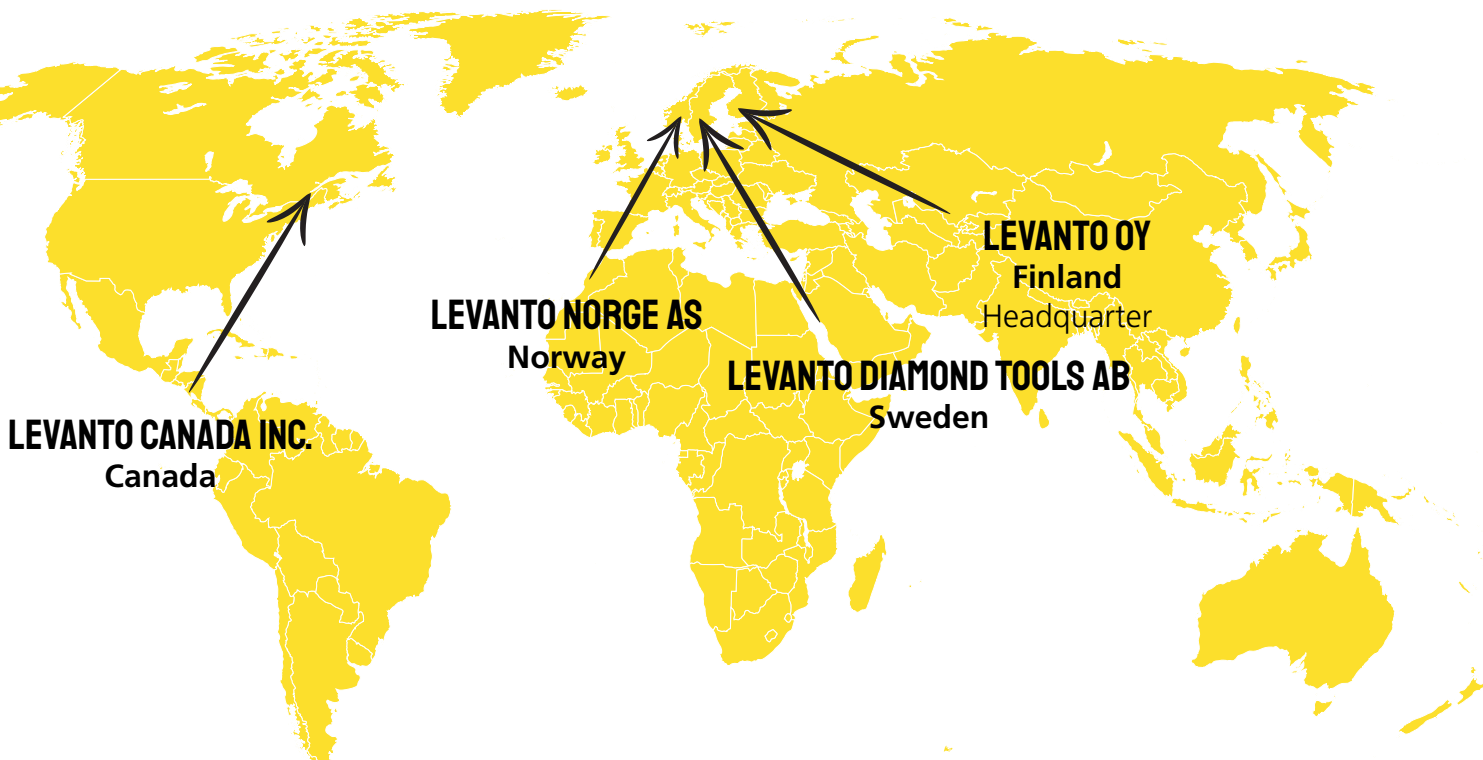 LEVANTO OY
Finland
Headquarter
LEVANTO NORGE AS
Norway
LEVANTO DIAMOND TOOLS AB
Sweden
LEVANTO CANADA INC.
Canada